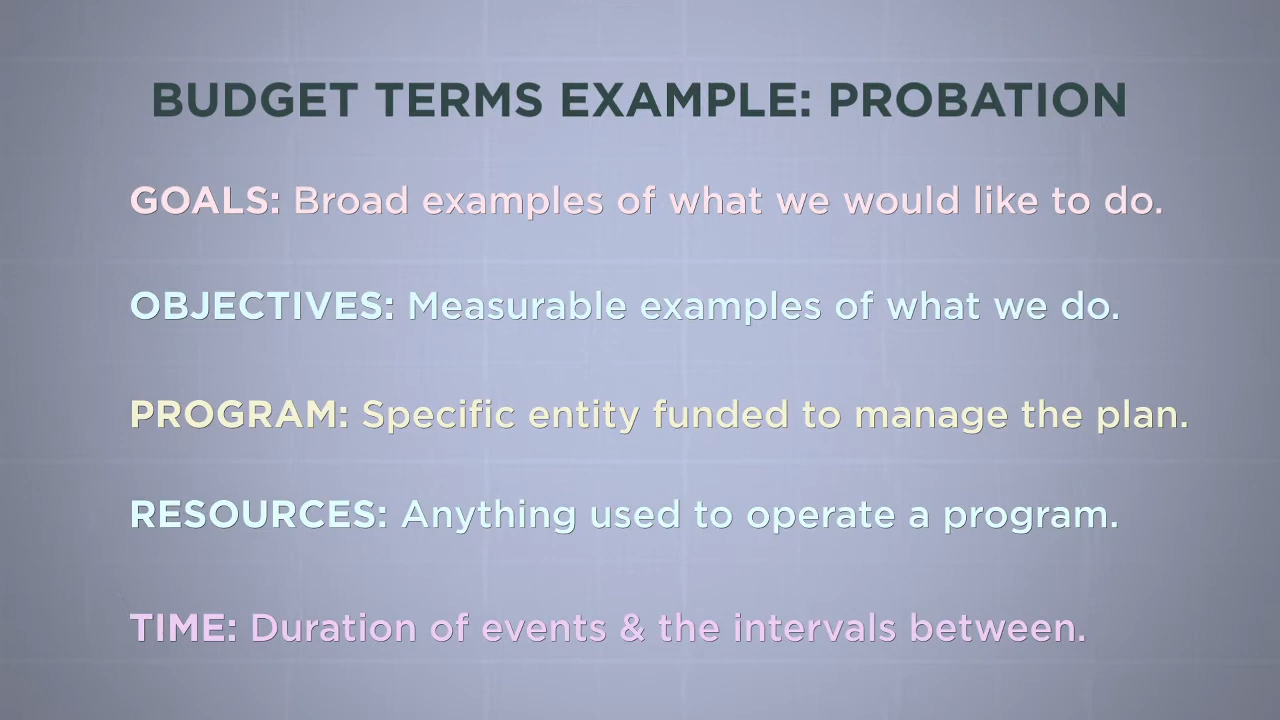 BUDGET TERMS EXAMPLE: PROBATION
GOALS: Broad examples of what we would like to do.
OBJECTIVES: Measurable examples of what we do.
PROGRAM: Specific entity funded to manage the plan.
RESOURCES: Anything used to operate a program.
TIME: Duration of events & the intervals between.